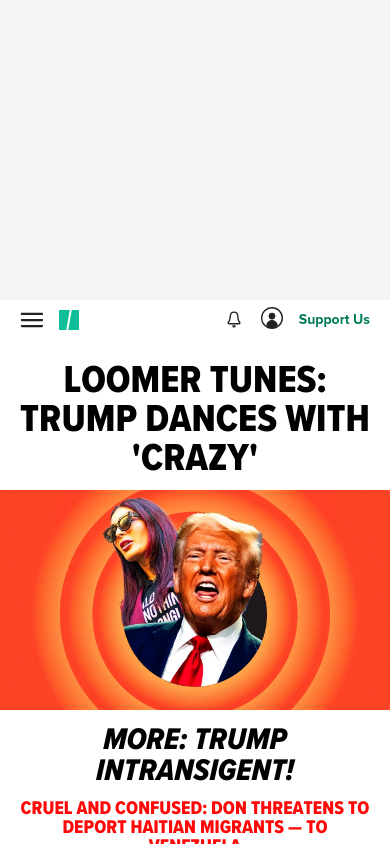 Support Us
LOOMER TUNES:
TRUMP DANCES WITH
'CRAZY'
MORE: TRUMP
INTRANSIGENT!
CRUEL AND CONFUSED: DON THREATENS TO
DEPORT HAITIAN MIGRANTS — TO
VENEZUELA